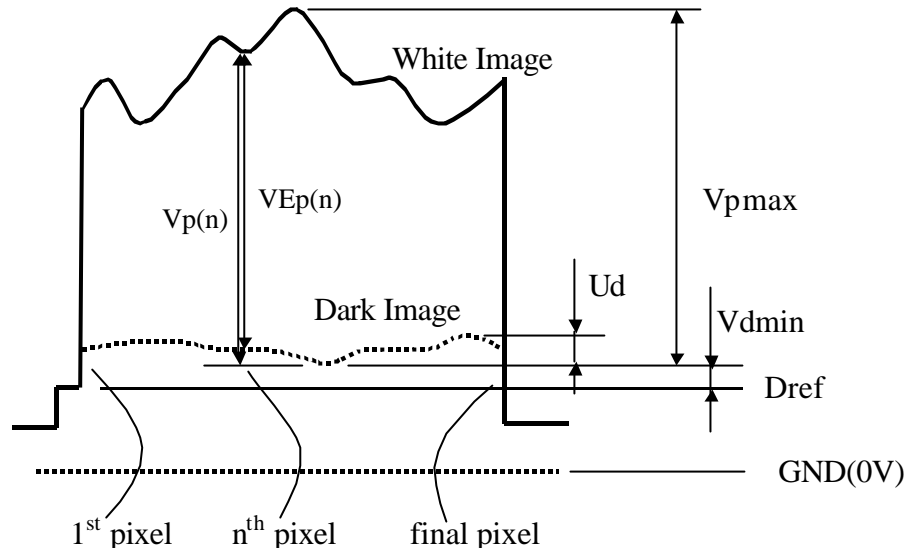 White Image
VEp(n)
Vp(n)
Vpmax
Ud
Dark Image
Vdmin
Dref
GND(0V)
1st pixel
nth pixel
final pixel